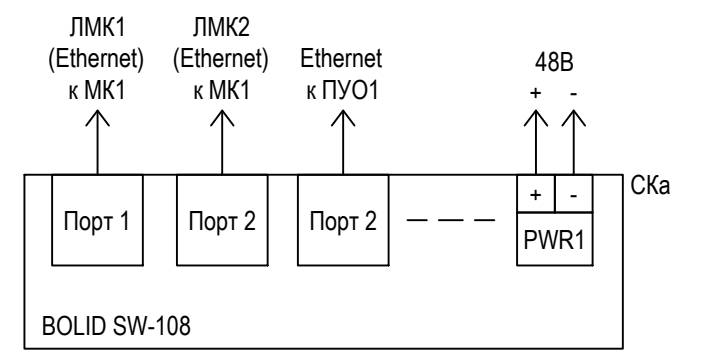 ЛМК1
(Ethernet)
к МК1
ЛМК2
(Ethernet)
к МК1
Ethernet
к ПУО1
48В
+ -
СКа
Порт 1
Порт 2
Порт 2
+ -
PWR1
BOLID SW-108